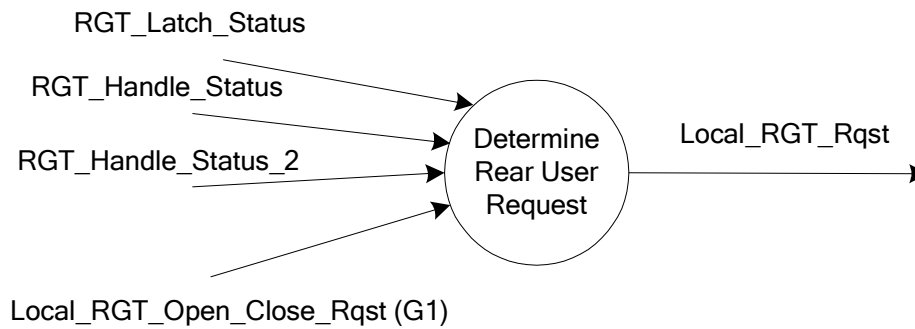 RGT_Latch_Status
RGT_Handle_Status
RGT_Handle_Status_2
Local_RGT_Open_Close_Rqst (G1)
Determine
Rear User
Request
Local_RGT_Rqst